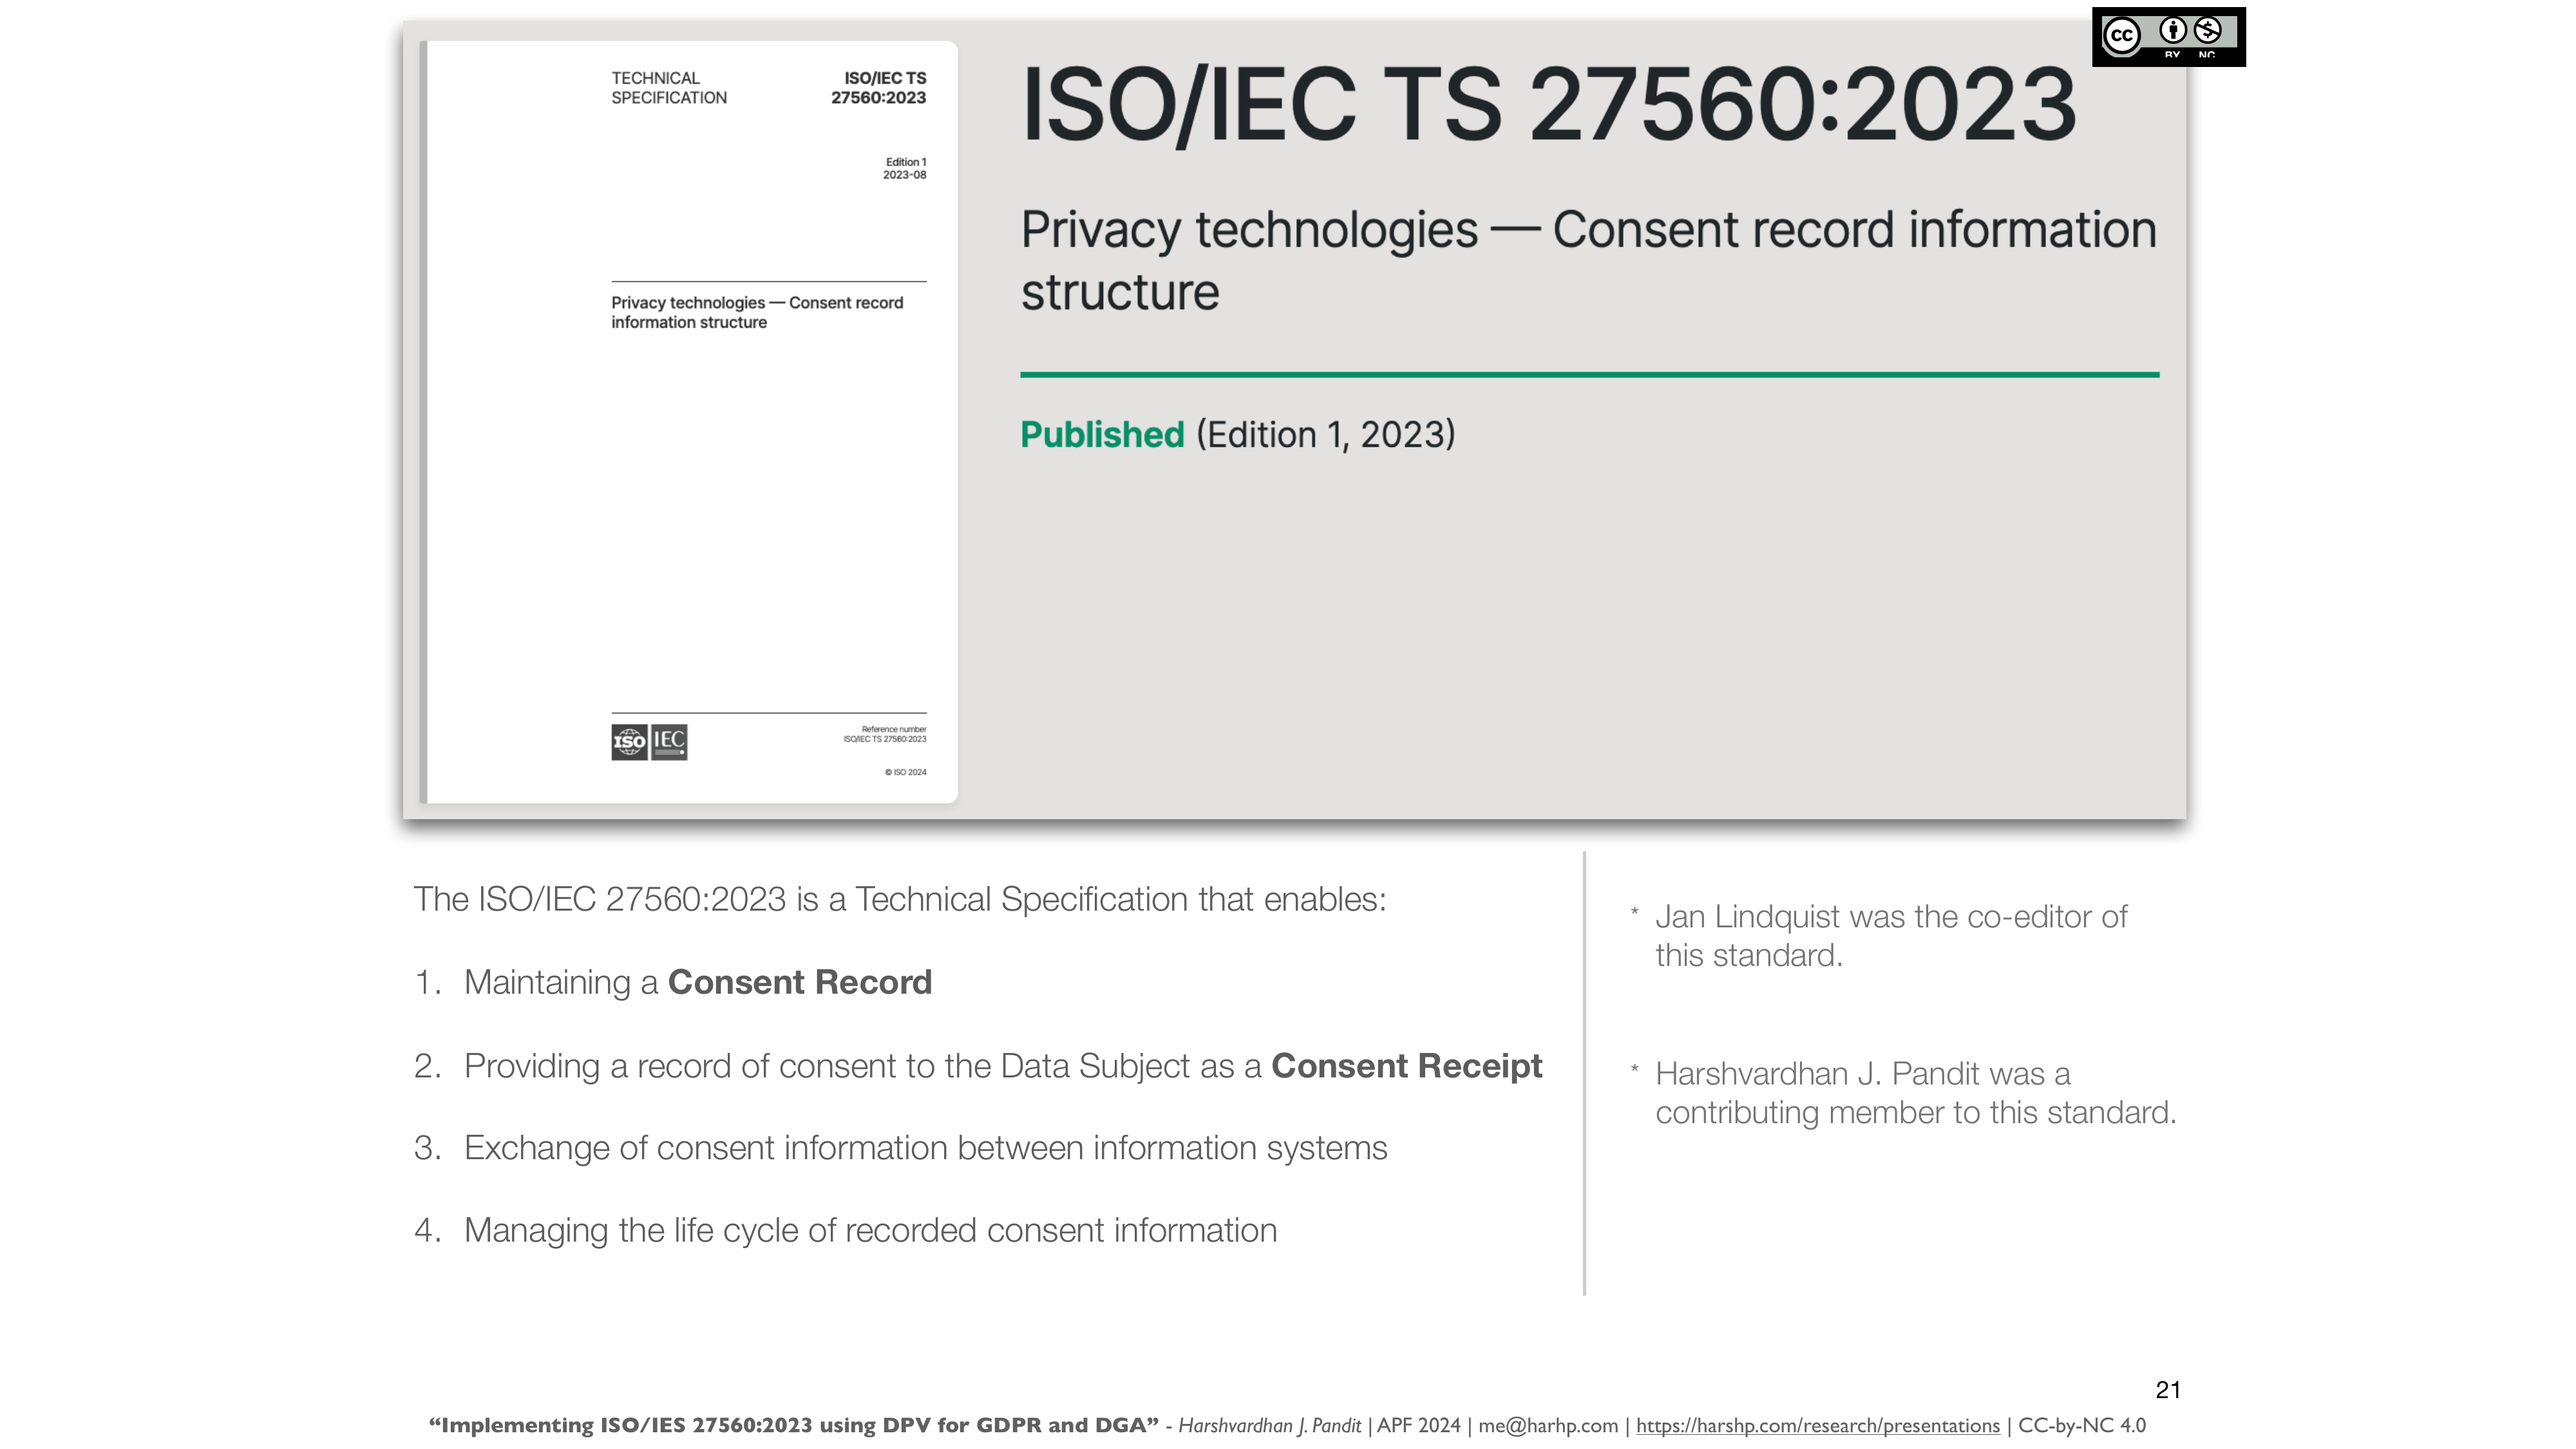 TECHNICAL
SPECIFICATION
ISO/IEC TS
27560:2023
Edition 1
2023-08
Privacy technologies — Consent record
information structure
ISO IEC
Reference number
ISO/IEC TS 27560:2023
© ISO 2024
cc
BY NC
ISO/IEC TS 27560:2023
Privacy technologies — Consent record information
structure
Published (Edition 1, 2023)
The ISO/IEC 27560:2023 is a Technical Specification that enables:
1. Maintaining a Consent Record
2. Providing a record of consent to the Data Subject as a Consent Receipt
3. Exchange of consent information between information systems
4. Managing the life cycle of recorded consent information
* Jan Lindquist was the co-editor of
this standard.
* Harshvardhan J. Pandit was a
contributing member to this standard.
21
“Implementing ISO/IES 27560:2023 using DPV for GDPR and DGA” - Harshvardhan J. Pandit | APF 2024 | me@harhp.com | https://harshp.com/research/presentations | CC-by-NC 4.0